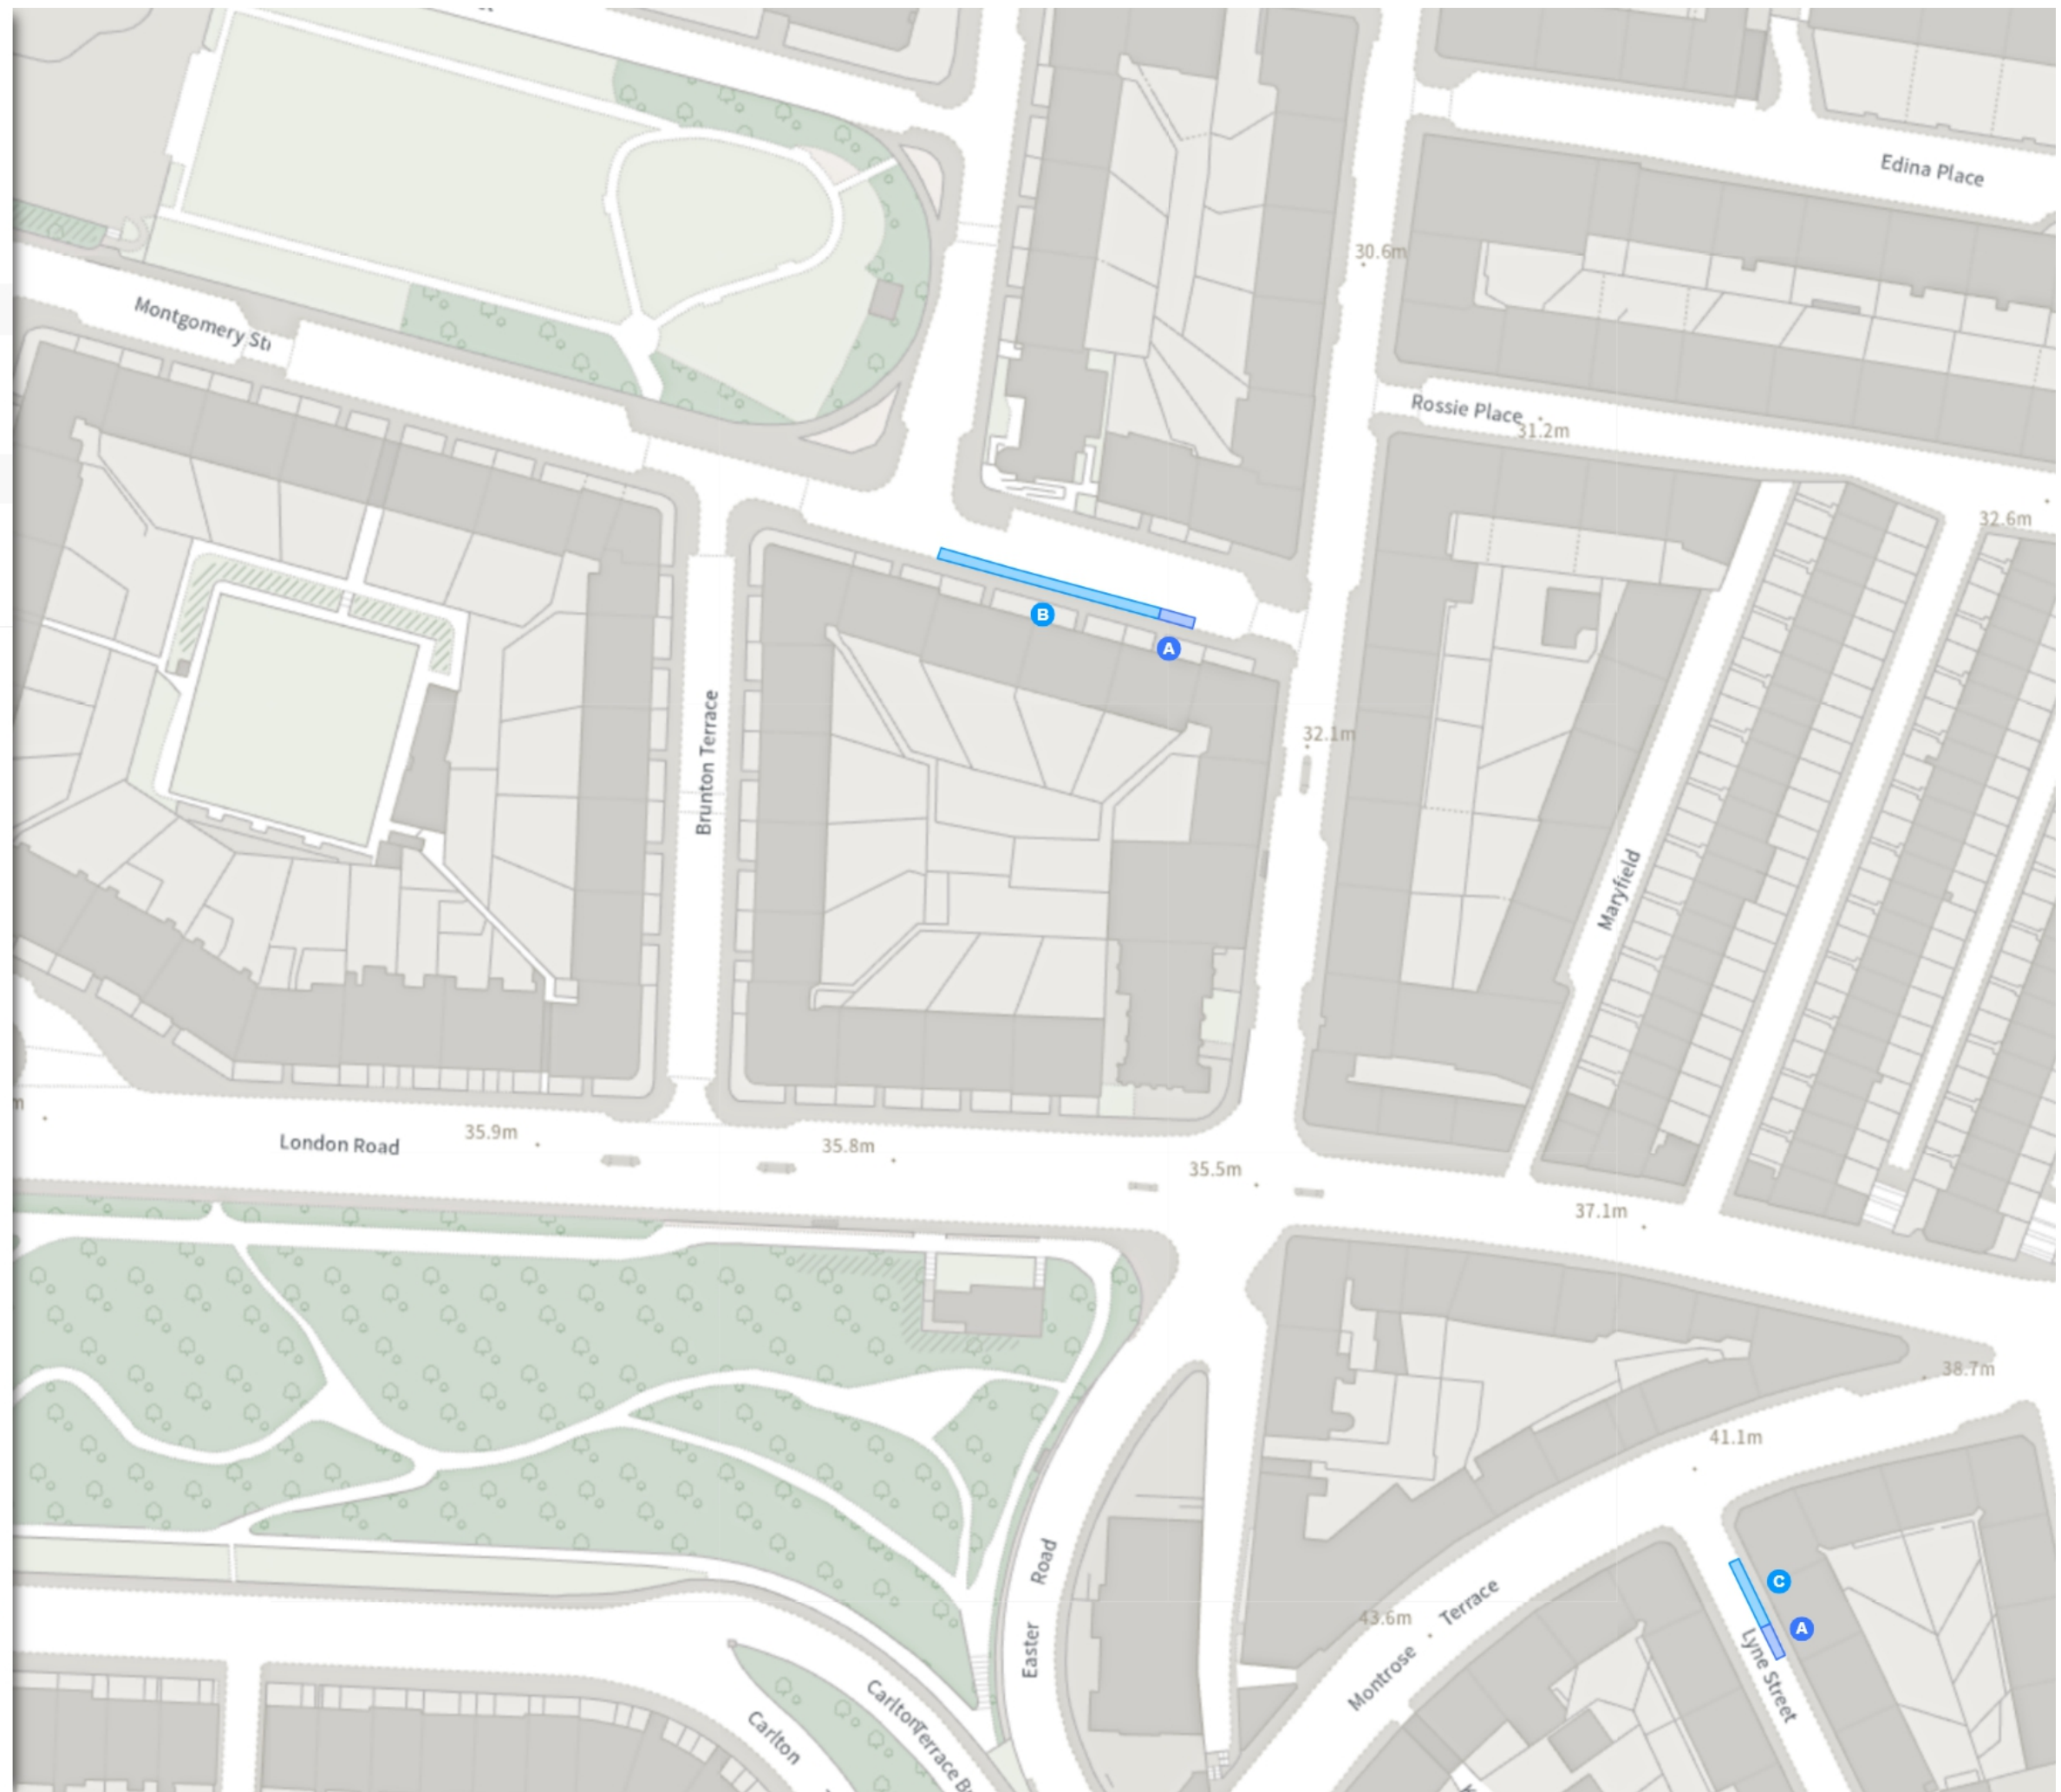 Edina Place
30.6m
Montgomery Str
Rossie Place
31.2m
32.6m
B
A
32.1m
Brunton Terrace
Maryfield
m
35.9m
London Road
35.8m
35.5m
37.1m
38.7m
41.1m
Easter Road
C
A
43.6m
Montrose Terrace
Lyne Street
Carlton
Carlton Terrace Br
K